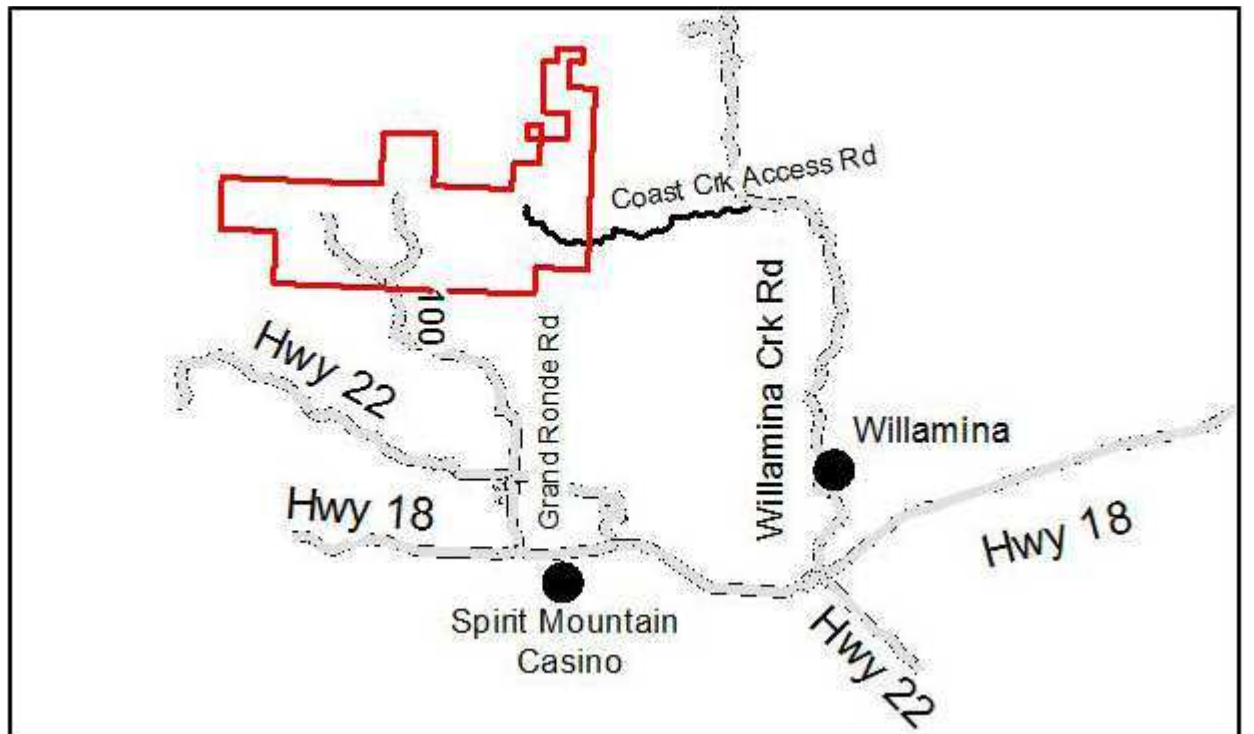 Coast Crk Access Rd
100
Hwy 22
Grand Ronde Rd
Willamina Crk Rd
Willamina
Hwy 18
Hwy 18
Spirit Mountain
Casino
Hwy 22